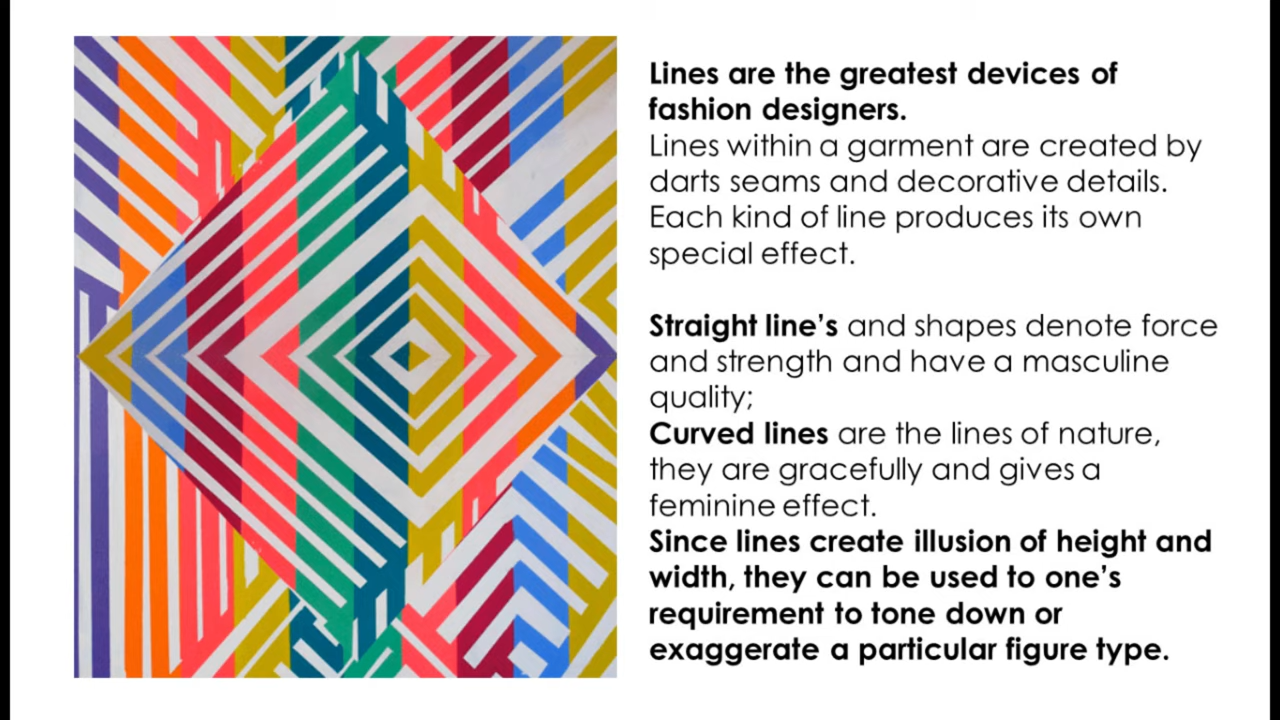 Lines are the greatest devices of
fashion designers.
Lines within a garment are created by
darts seams and decorative details.
Each kind of line produces its own
special effect.
Straight line’s and shapes denote force
and strength and have a masculine
quality;
Curved lines are the lines of nature,
they are gracefully and gives a
feminine effect.
Since lines create illusion of height and
width, they can be used to one’s
requirement to tone down or
exaggerate a particular figure type.